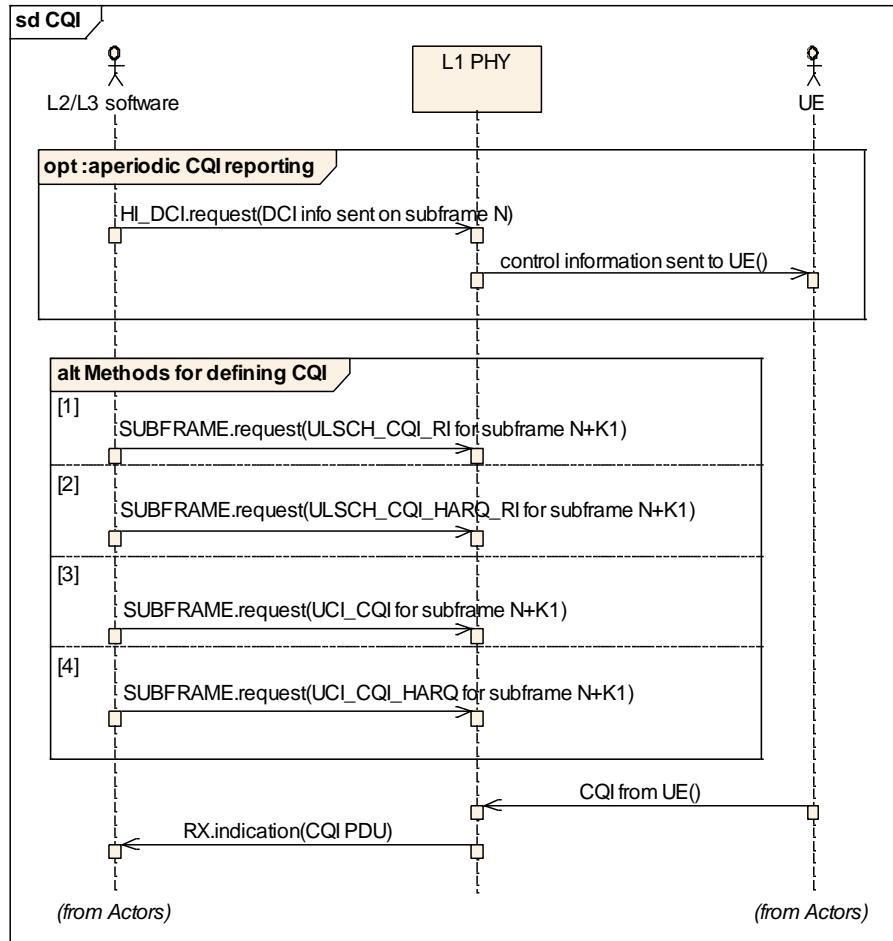 sd CQI
L2/L3 software
L1 PHY
UE
opt :aperiodic CQI reporting
HI_DCI.request(DCI info sent on subframe N)
control information sent to UE()
alt Methods for defining CQI
[1]
SUBFRAME.request(ULSCH_CQI_RI for subframe N+K1)
[2]
SUBFRAME.request(ULSCH_CQI_HARQ_RI for subframe N+K1)
[3]
SUBFRAME.request(UCI_CQI for subframe N+K1)
[4]
SUBFRAME.request(UCI_CQI_HARQ for subframe N+K1)
CQI from UE()
RX.indication(CQI PDU)
(from Actors)
(from Actors)